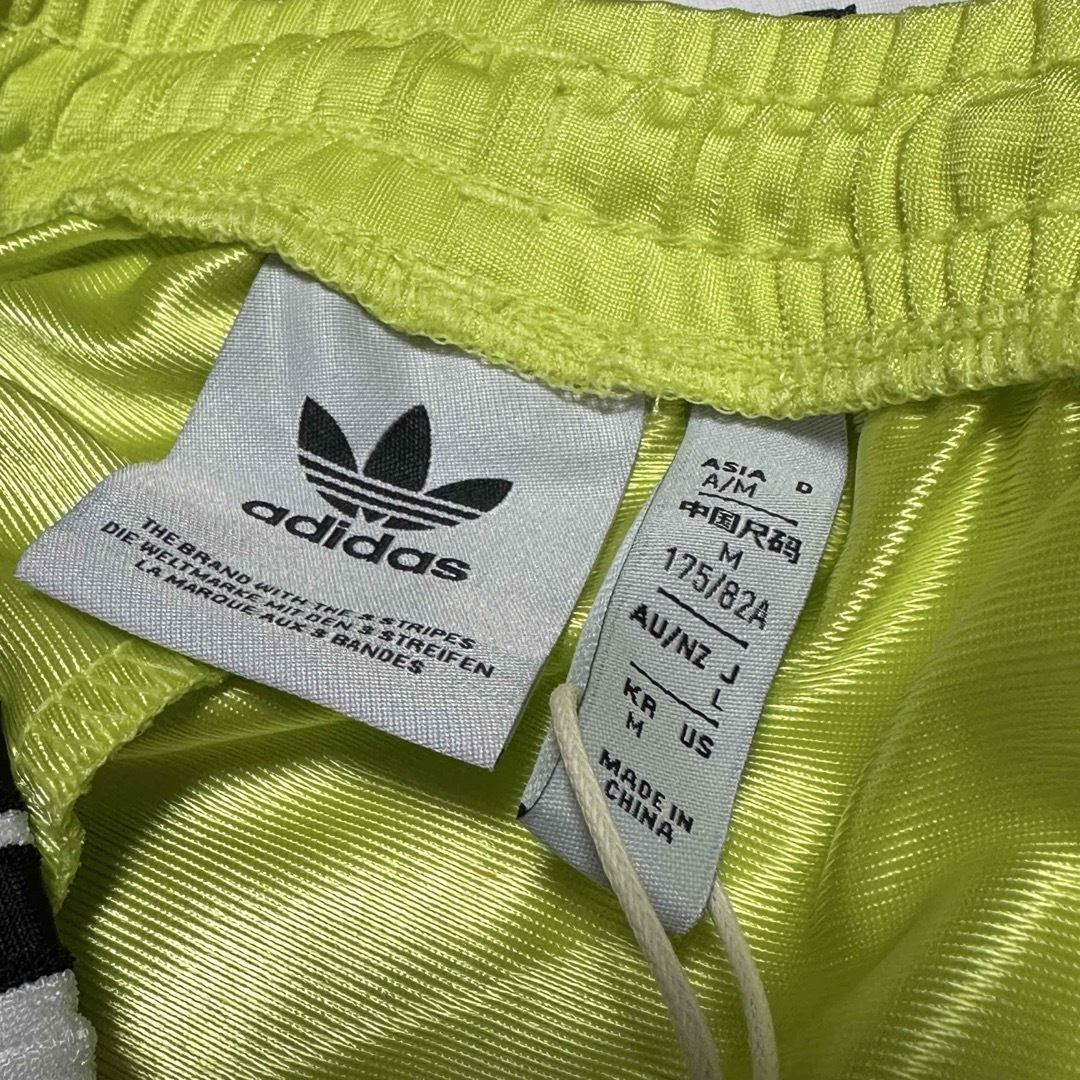 adidas
THE BRAND WITH THE 3 STRIPES
DIE WELTMARKE MIT DEN 3 STREIFEN
LA MARQUE AUX 3 BANDES
ASIA D
A/M
中国尺码
M
175/82A
AU/NZ J
L
KR US
M
MADE IN
CHINA